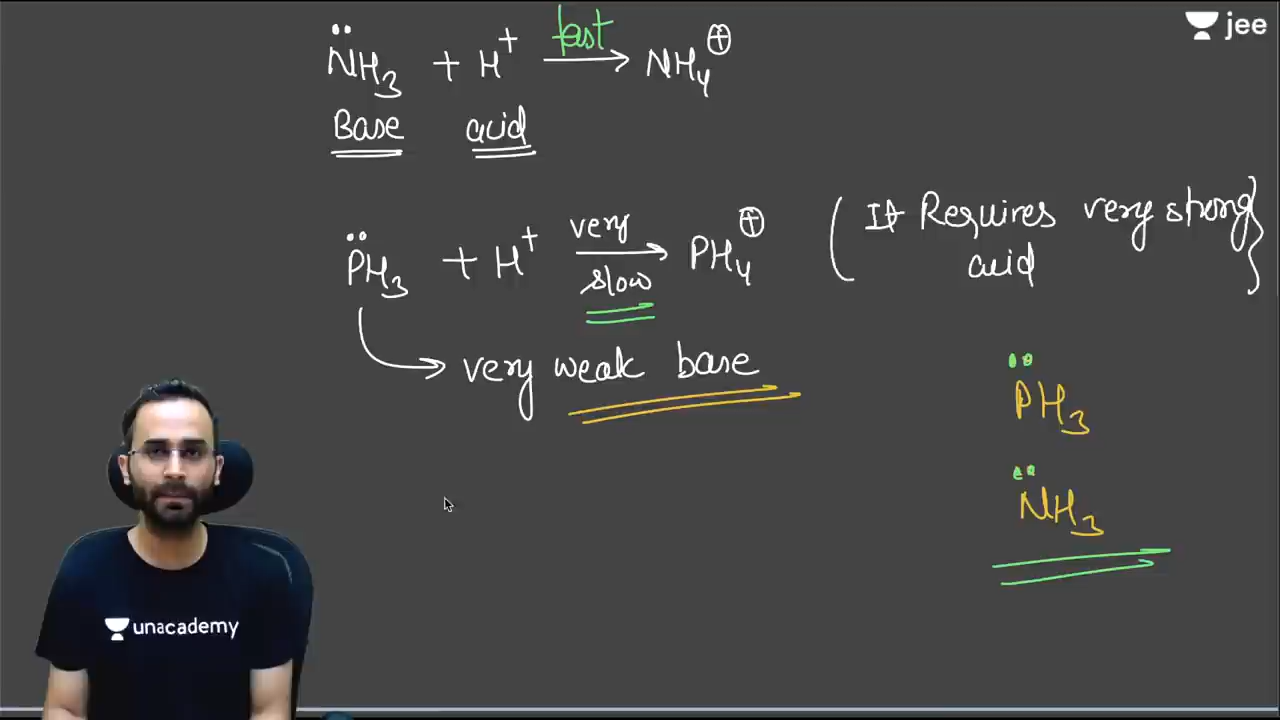 jee
N̈H₃ + H⁺ fast → NH₄⊕
Base acid
P̈H₃ + H⁺ very slow → PH₄⊕ (It Requires very strong
acid }
→ very weak base
P̈H₃
N̈H₃
unacademy